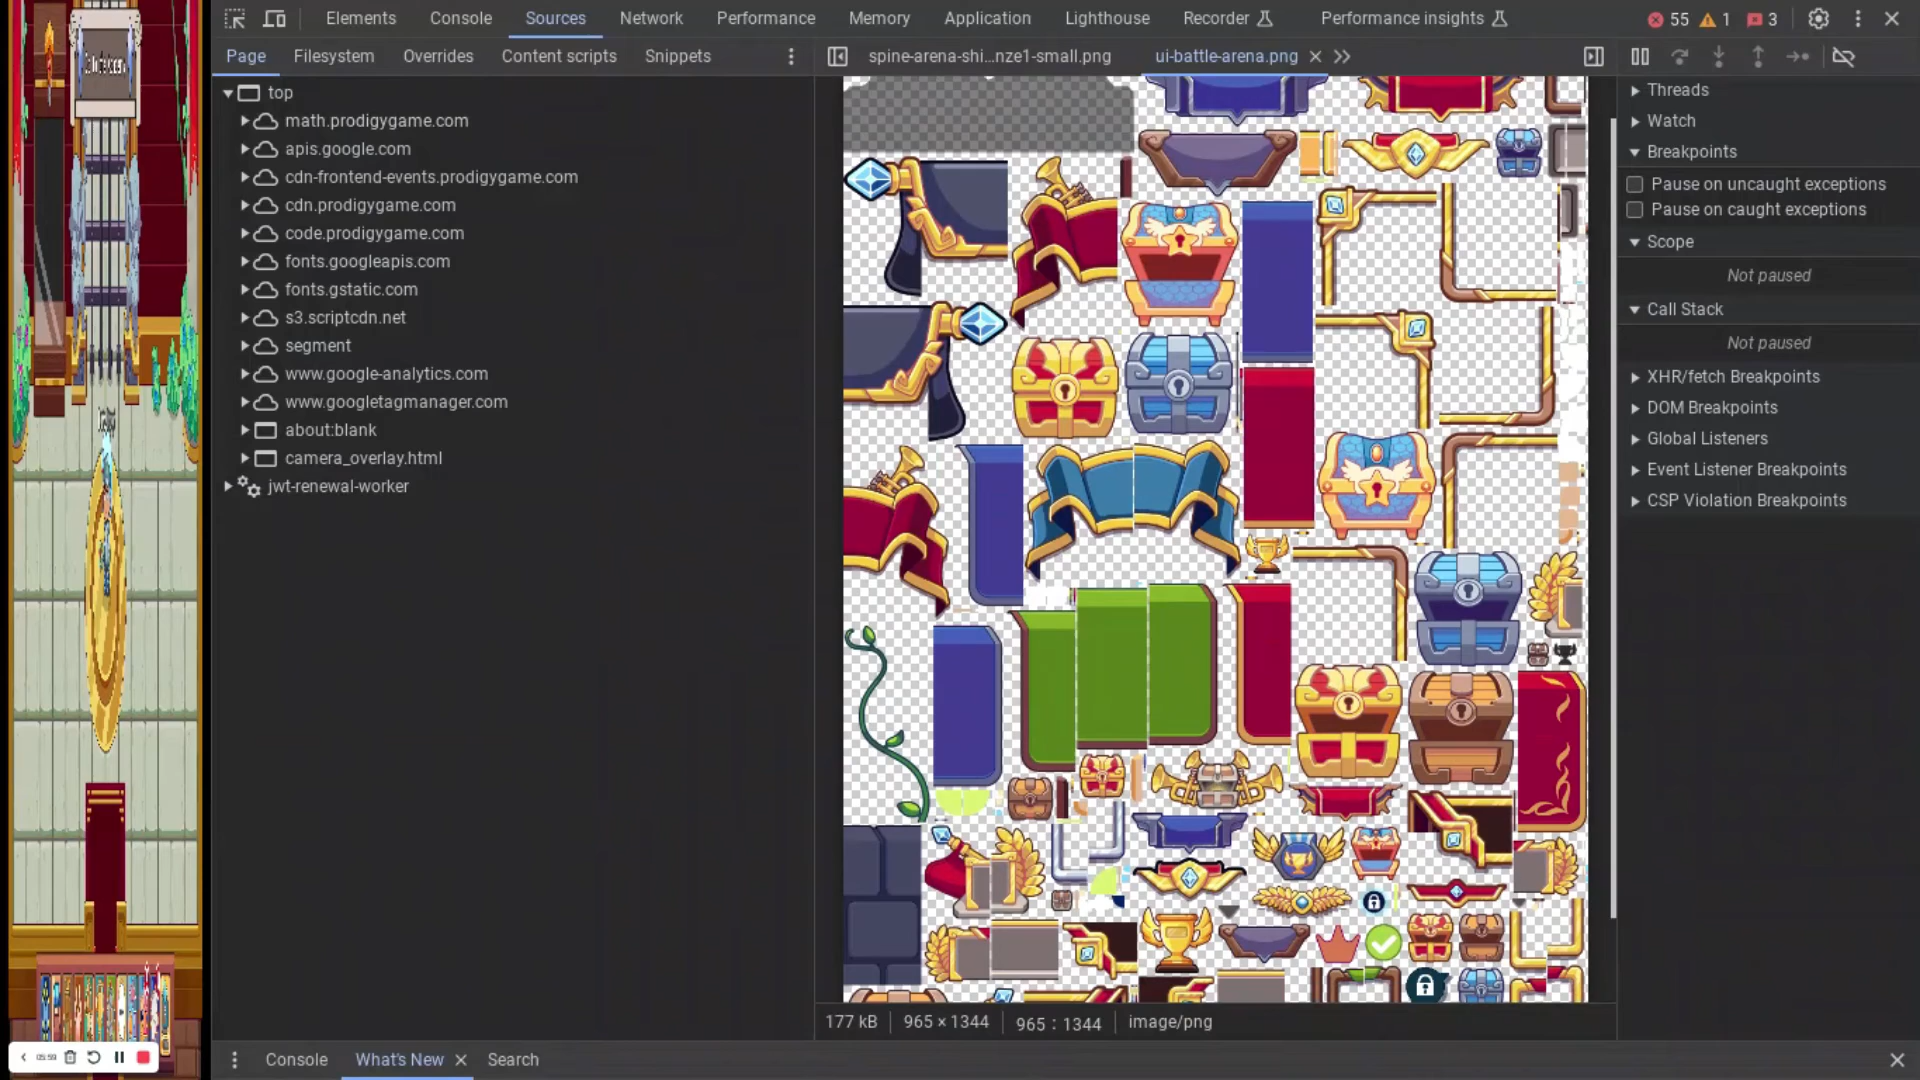 Elements
Console
Sources
Network
Performance
Memory
Application
Lighthouse
Recorder
Performance insights
55
1
3
Page
Filesystem
Overrides
Content scripts
Snippets
spine-arena-shi...nze1-small.png
ui-battle-arena.png
top
math.prodigygame.com
apis.google.com
cdn-frontend-events.prodigygame.com
cdn.prodigygame.com
code.prodigygame.com
fonts.googleapis.com
fonts.gstatic.com
s3.scriptcdn.net
segment
www.google-analytics.com
www.googletagmanager.com
about:blank
camera_overlay.html
jwt-renewal-worker
Threads
Watch
Breakpoints
Pause on uncaught exceptions
Pause on caught exceptions
Scope
Not paused
Call Stack
Not paused
XHR/fetch Breakpoints
DOM Breakpoints
Global Listeners
Event Listener Breakpoints
CSP Violation Breakpoints
177 kB
965 × 1344
965 : 1344
image/png
05:59
Console
What's New
Search